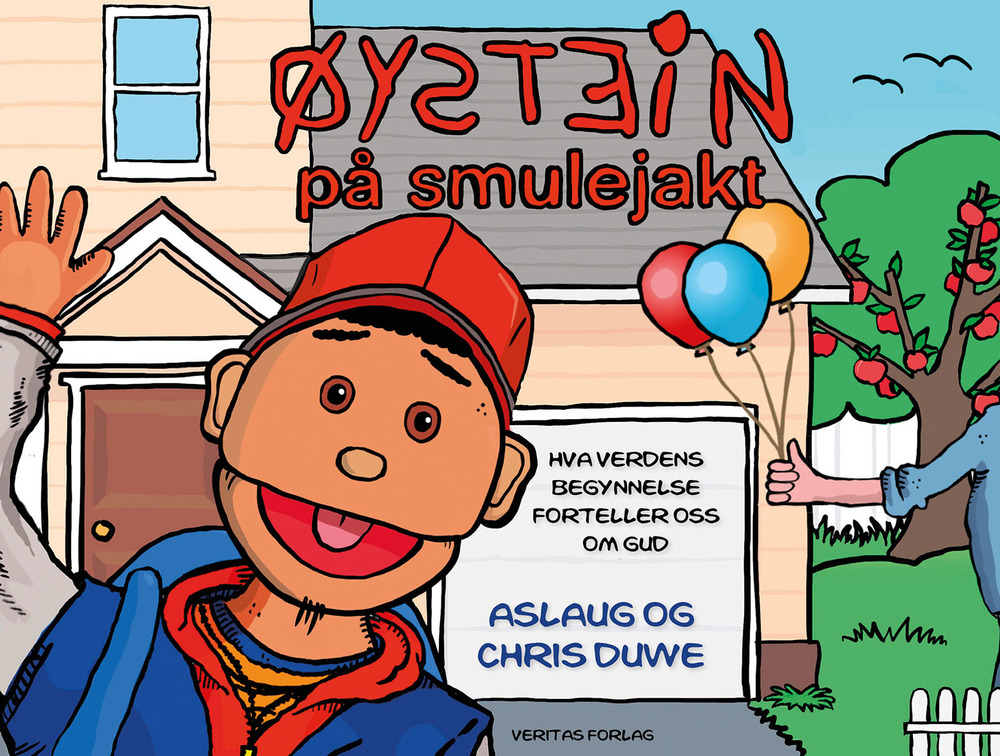 ØYSTEiN
på smulejakt
HVA VERDENS
BEGYNNELSE
FORTELLER OSS
OM GUD
ASLAUG OG
CHRIS DUWE
VERITAS FORLAG